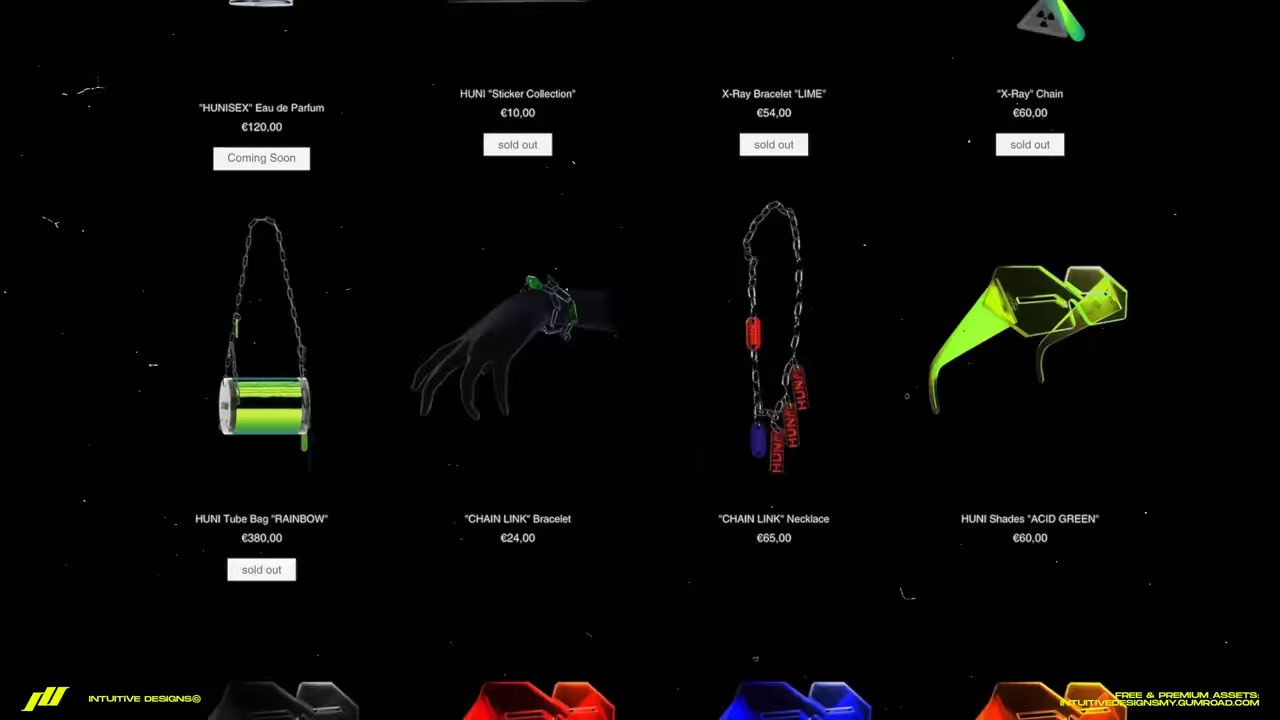 "HUNISEX" Eau de Parfum
€120,00
Coming Soon
HUNI "Sticker Collection"
€10,00
sold out
X-Ray Bracelet "LIME"
€54,00
sold out
"X-Ray" Chain
€60,00
sold out
HUNI
HUNI
HUNI
HUNI Tube Bag "RAINBOW"
€380,00
sold out
"CHAIN LINK" Bracelet
€24,00
"CHAIN LINK" Necklace
€65,00
HUNI Shades "ACID GREEN"
€60,00
INTUITIVE DESIGNS©
FREE & PREMIUM ASSETS:
INTUITIVEDESIGNSMY.GUMROAD.COM